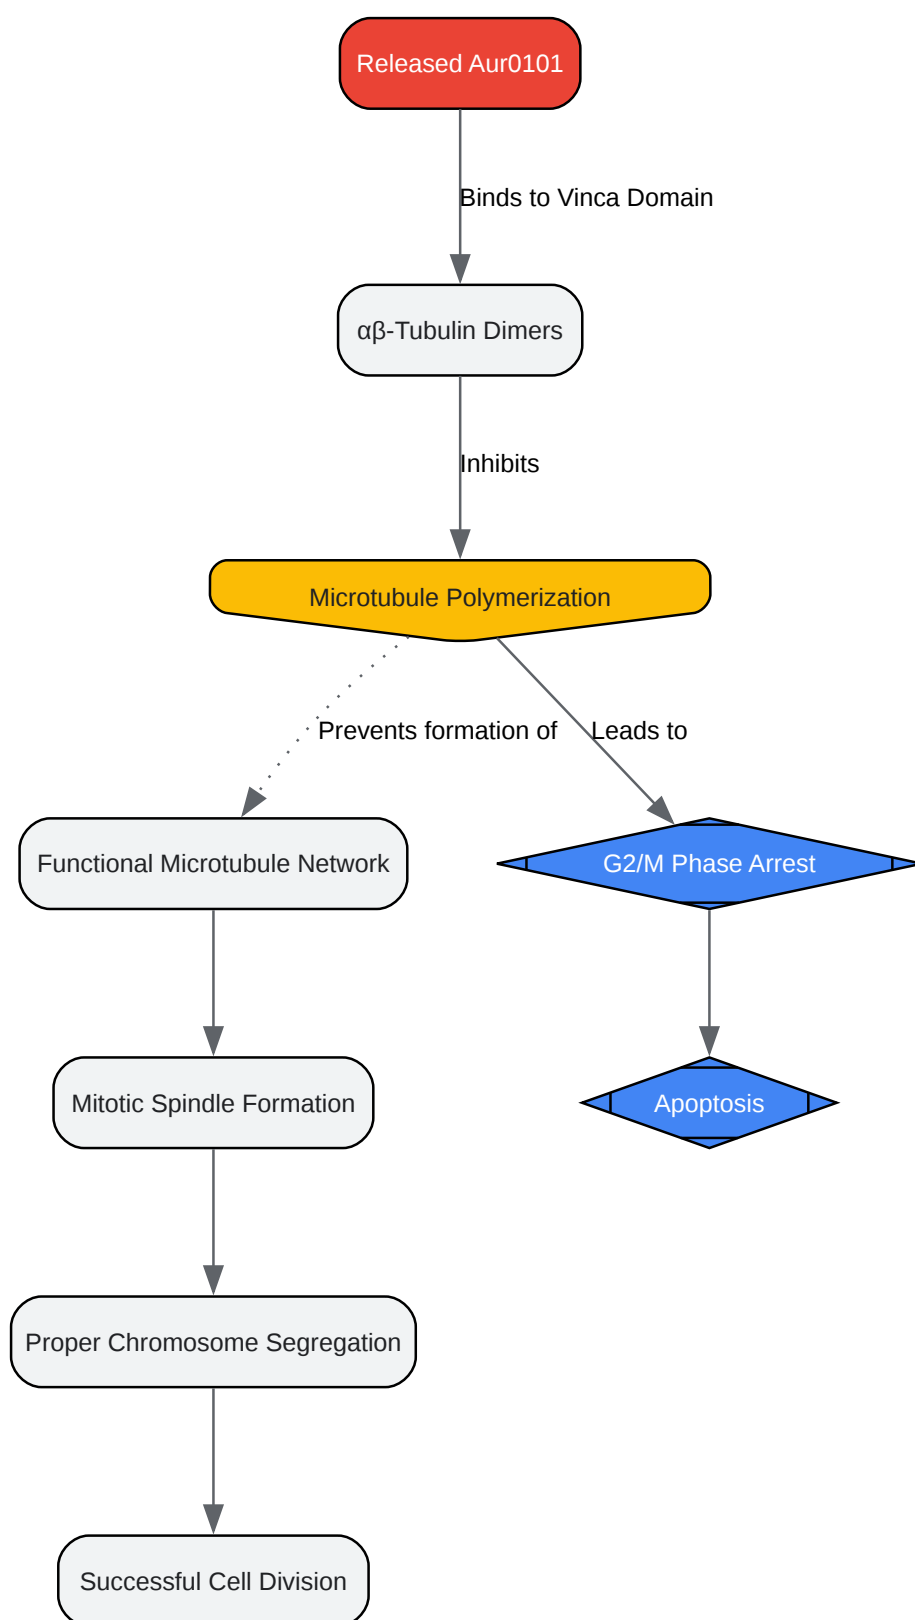 Released Aur0101
Binds to Vinca Domain
αβ-Tubulin Dimers
Inhibits
Microtubule Polymerization
Prevents formation of
Leads to
Functional Microtubule Network
G2/M Phase Arrest
Mitotic Spindle Formation
Apoptosis
Proper Chromosome Segregation
Successful Cell Division